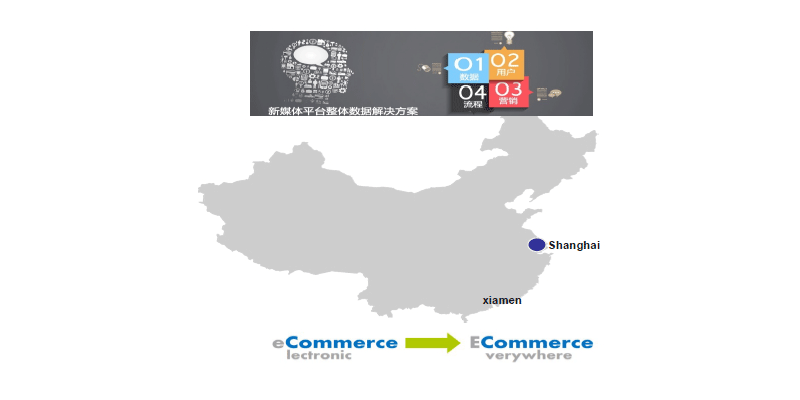 01
数据
02
用户
04
流程
03
营销
新媒体平台整体数据解决方案
Shanghai
xiamen
eCommerce
lectronic
ECommerce
verywhere